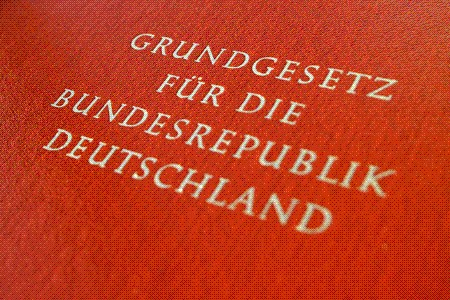 GRUNDGESETZ
FÜR DIE
BUNDESREPUBLIK
DEUTSCHLAND